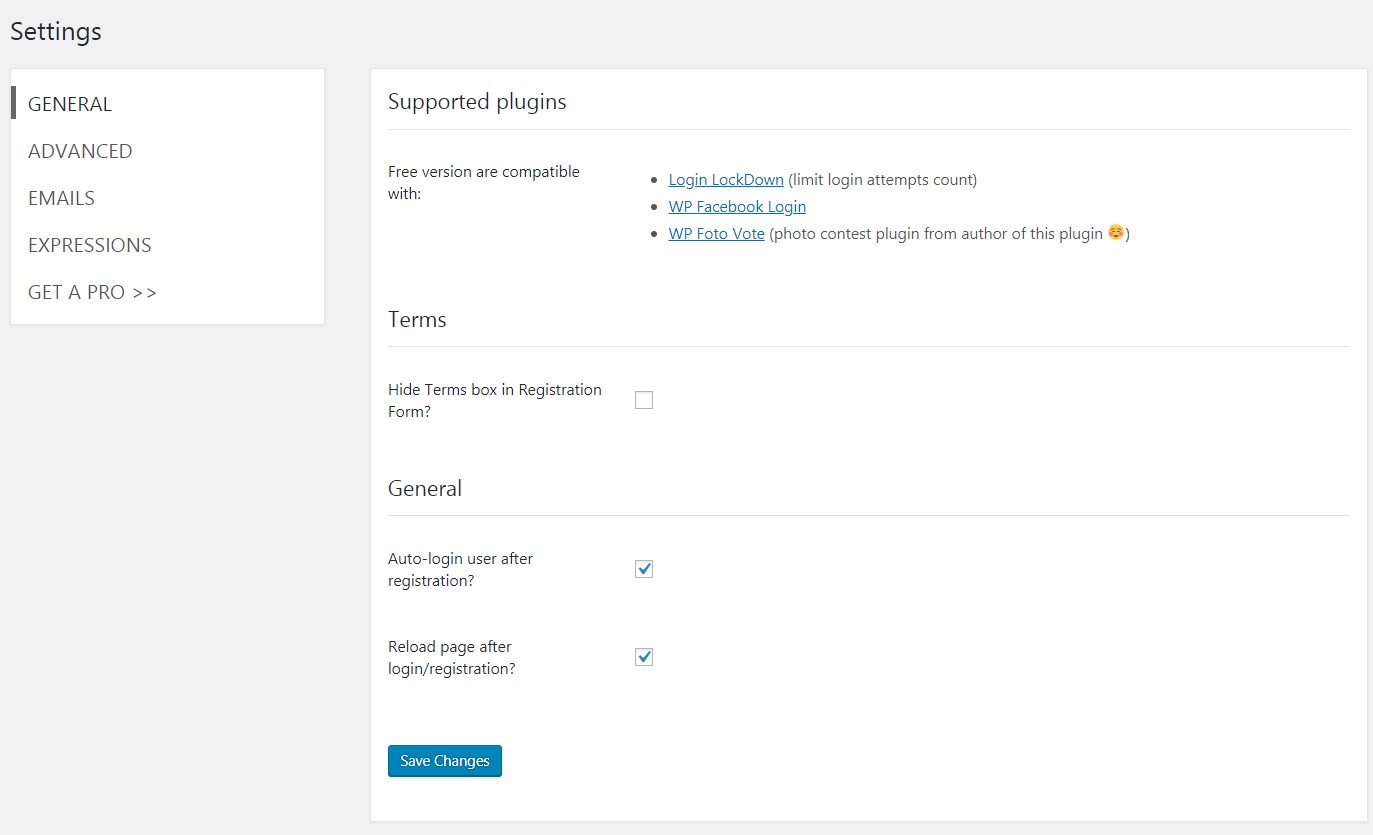 Settings
GENERAL
ADVANCED
EMAILS
EXPRESSIONS
GET A PRO >>
Supported plugins
Free version are compatible
with:
Login LockDown (limit login attempts count)
WP Facebook Login
WP Foto Vote (photo contest plugin from author of this plugin ☺️)
Terms
Hide Terms box in Registration
Form?
General
Auto-login user after
registration?
Reload page after
login/registration?
Save Changes